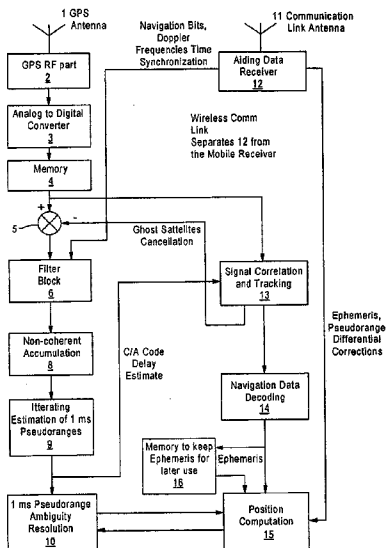 1 GPS
Antenna
GPS RF part
2
Analog to Digital
Converter
3
Memory
4
+
-
5
Filter
Block
6
Non-coherent
Accumulation
8
Itterating
Estimation of 1 ms
Pseudoranges
9
1 ms Pseudorange
Ambiguity
Resolution
10
Navigation Bits,
Doppler
Frequencies Time
Synchronization
11 Communication
Link Antenna
Aiding Data
Receiver
12
Wireless Comm
Link
Separates 12 from
the Mobile Receiver
Ghost Sattelites
Cancellation
Signal Correlation
and Tracking
13
C/A Code
Delay
Estimate
Navigation Data
Decoding
14
Memory to keep
Ephemeris for
later use
16
Ephemeris
Position
Computation
15
Ephemeris,
Pseudorange
Differential
Corrections